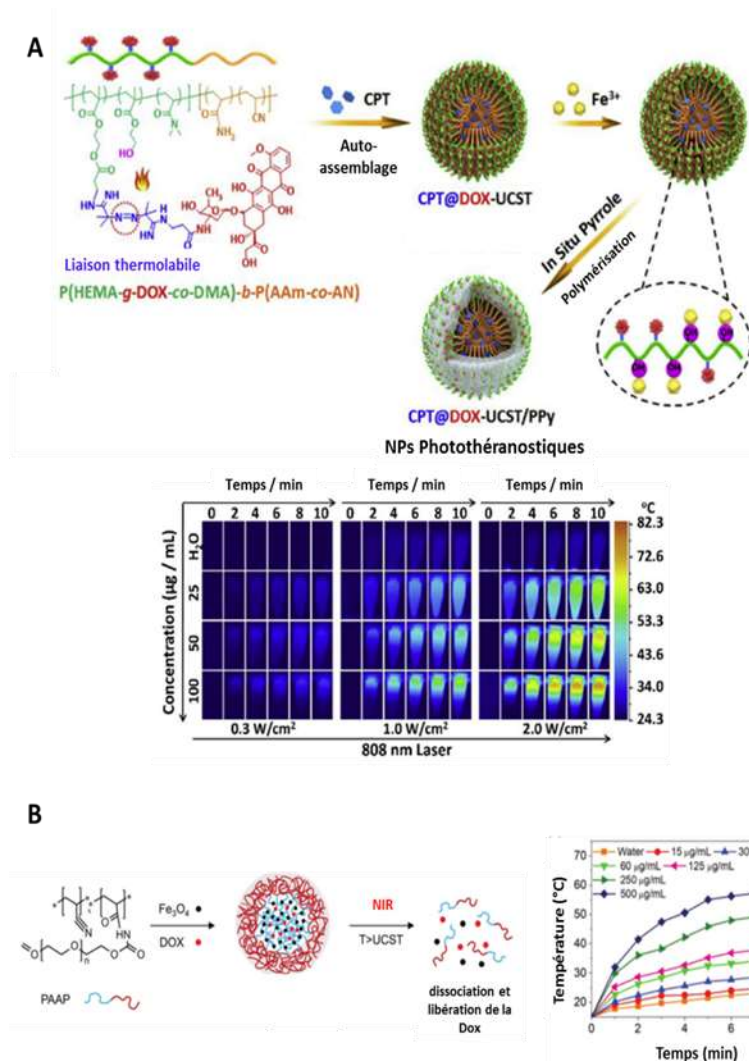 A
CPT
Auto-
assemblage
CPT@DOX-UCST
Fe³⁺
Liaison thermolabile
P(HEMA-g-DOX-co-DMA)-b-P(AAm-co-AN)
In Situ Pyrrole
Polymérisation
CPT@DOX-UCST/PPy
NPs Photothéranostiques
OH OH
OH OH
Temps / min Temps / min Temps / min
0 2 4 6 8 10 0 2 4 6 8 10 0 2 4 6 8 10
°C
Concentration (µg / mL)
H₂O
25
50
100
82.3
72.6
63.0
53.3
43.6
34.0
24.3
0.3 W/cm² 1.0 W/cm² 2.0 W/cm²
808 nm Laser
B
Fe₃O₄
DOX
PAAP
NIR
T>UCST
dissociation et
libération de la
Dox
Température (°C)
70
60
50
40
30
20
Water 15 µg/mL 30
60 µg/mL 125 µg/mL
250 µg/mL
500 µg/mL
0 2 4 6
Temps (min)